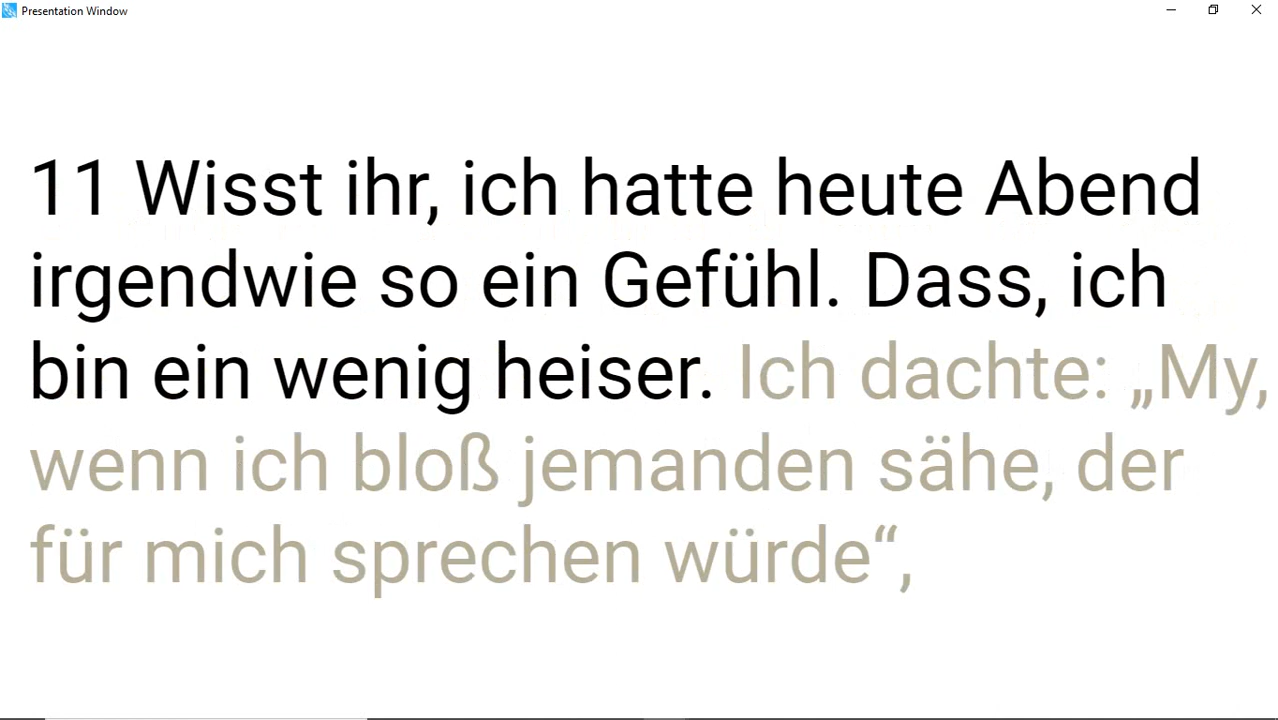 Presentation Window
11 Wisst ihr, ich hatte heute Abend
irgendwie so ein Gefühl. Dass, ich
bin ein wenig heiser. Ich dachte: „My,
wenn ich bloß jemanden sähe, der
für mich sprechen würde“,